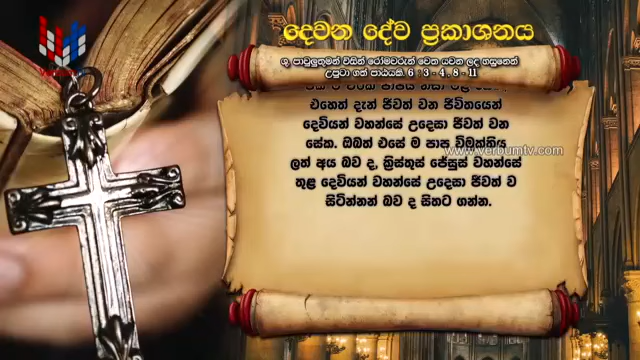 දෙවන දේව ප්‍රකාශනය
ශු. පාවුලුතුමන් විසින් රෝමවරුන් වෙත යවන ලද හසුනෙන්
උපුටා ගත් පාඨයකි. 6 : 3 - 4, 8 - 11
එහෙත් දැන් ජීවත් වන ජීවිතයෙන්
දෙවියන් වහන්සේ උදෙසා ජීවත් වන
සේක. ඔබත් එසේ ම පාප විමුක්තිය
www.verbumtv.com
ලත් අය බව ද, ක්‍රිස්තුස් ජේසුස් වහන්සේ
තුළ දෙවියන් වහන්සේ උදෙසා ජීවත් ව
සිටින්නන් බව ද සිතට ගන්න.